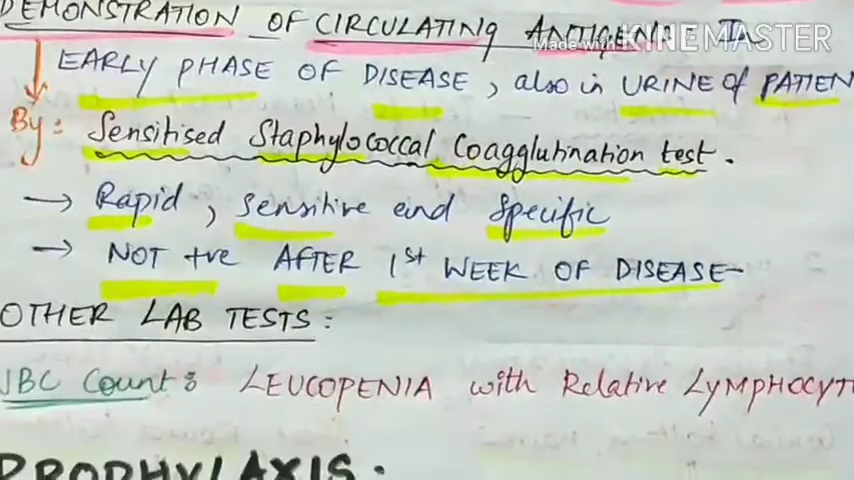 DEMONSTRATION OF CIRCULATING ANTIGENS: In
Made with KINEMASTER
EARLY PHASE OF DISEASE, also in URINE of PATIEN
By: Sensitised Staphylococcal Coagglutination test.
→ Rapid, sensitive and Specific
→ NOT +ve AFTER 1st WEEK OF DISEASE-
OTHER LAB TESTS:
WBC Count: LEUCOPENIA with Relative LYMPHOCYT
PROPHYLAXIS.